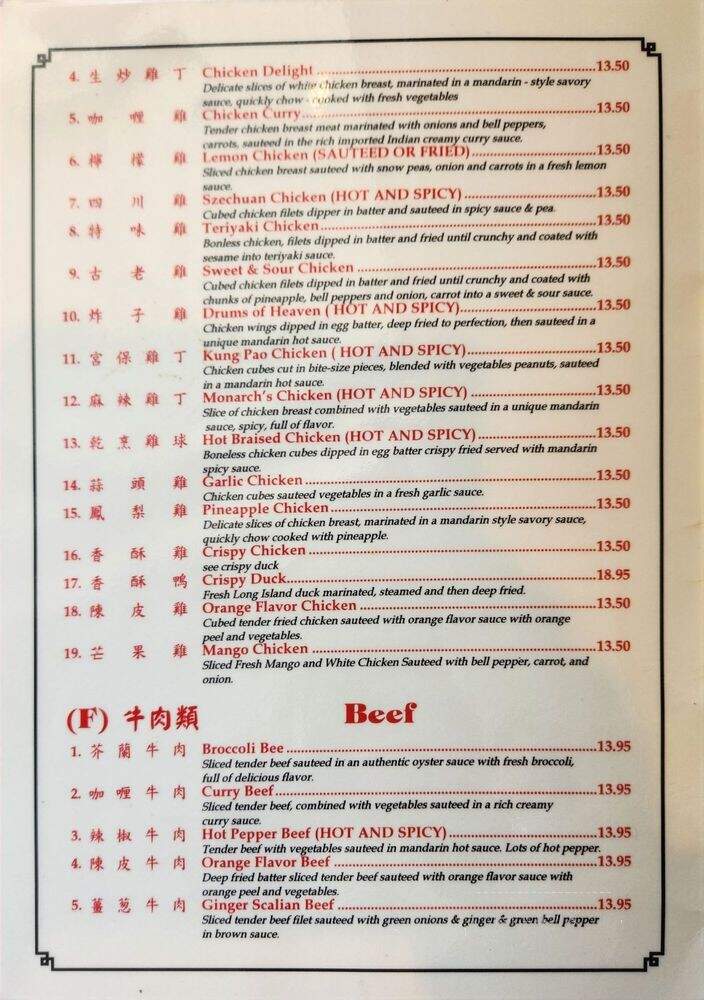 4. 生炒雞丁 Chicken Delight 13.50
Delicate slices of white chicken breast, marinated in a mandarin - style savory
sauce, quickly chow - cooked with fresh vegetables
5. 咖喱雞 Chicken Curry 13.50
Tender chicken breast meat marinated with onions and bell peppers,
carrots, sauteed in the rich imported Indian creamy curry sauce.
6. 檸檬雞 Lemon Chicken (SAUTEED OR FRIED) 13.50
Sliced chicken breast sauteed with snow peas, onion and carrots in a fresh lemon
sauce.
7. 四川雞 Szechuan Chicken (HOT AND SPICY) 13.50
Cubed chicken filets dipper in batter and sauteed in spicy sauce & pea.
8. 特味雞 Teriyaki Chicken 13.50
Bonless chicken, filets dipped in batter and fried until crunchy and coated with
sesame into teriyaki sauce.
9. 古老雞 Sweet & Sour Chicken 13.50
Cubed chicken filets dipped in batter and fried until crunchy and coated with
chunks of pineapple, bell peppers and onion, carrot into a sweet & sour sauce.
10. 炸子雞 Drums of Heaven ( HOT AND SPICY) 13.50
Chicken wings dipped in egg batter, deep fried to perfection, then sauteed in a
unique mandarin hot sauce.
11. 宮保雞丁 Kung Pao Chicken ( HOT AND SPICY) 13.50
Chicken cubes cut in bite-size pieces, blended with vegetables peanuts, sauteed
in a mandarin hot sauce.
12. 麻辣雞丁 Monarch's Chicken (HOT AND SPICY) 13.50
Slice of chicken breast combined with vegetables sauteed in a unique mandarin
sauce, spicy, full of flavor.
13. 乾烹雞球 Hot Braised Chicken (HOT AND SPICY) 13.50
Boneless chicken cubes dipped in egg batter crispy fried served with mandarin
spicy sauce.
14. 蒜頭雞 Garlic Chicken 13.50
Chicken cubes sauteed vegetables in a fresh garlic sauce.
15. 鳳梨雞 Pineapple Chicken 13.50
Delicate slices of chicken breast, marinated in a mandarin style savory sauce,
quickly chow cooked with pineapple.
16. 香酥雞 Crispy Chicken 13.50
see crispy duck
17. 香酥鴨 Crispy Duck 18.95
Fresh Long Island duck marinated, steamed and then deep fried.
18. 陳皮雞 Orange Flavor Chicken 13.50
Cubed tender fried chicken sauteed with orange flavor sauce with orange
peel and vegetables.
19. 芒果雞 Mango Chicken 13.50
Sliced Fresh Mango and White Chicken Sauteed with bell pepper, carrot, and
onion.
(F) 牛肉類 Beef
1. 芥蘭牛肉 Broccoli Bee 13.95
Sliced tender beef sauteed in an authentic oyster sauce with fresh broccoli,
full of delicious flavor.
2. 咖喱牛肉 Curry Beef 13.95
Sliced tender beef, combined with vegetables sauteed in a rich creamy
curry sauce.
3. 辣椒牛肉 Hot Pepper Beef (HOT AND SPICY) 13.95
Tender beef with vegetables sauteed in mandarin hot sauce. Lots of hot pepper.
4. 陳皮牛肉 Orange Flavor Beef 13.95
Deep fried batter sliced tender beef sauteed with orange flavor sauce with
orange peel and vegetables.
5. 薑葱牛肉 Ginger Scalian Beef 13.95
Sliced tender beef filet sauteed with green onions & ginger & green bell pepper
in brown sauce.